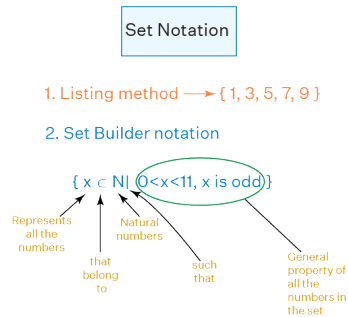 Set Notation
1. Listing method → { 1, 3, 5, 7, 9 }
2. Set Builder notation
{ x ∈ N| 0<x<11, x is odd }
Represents
all the
numbers
that
belong
to
Natural
numbers
such
that
General
property of
all the
numbers in
the set